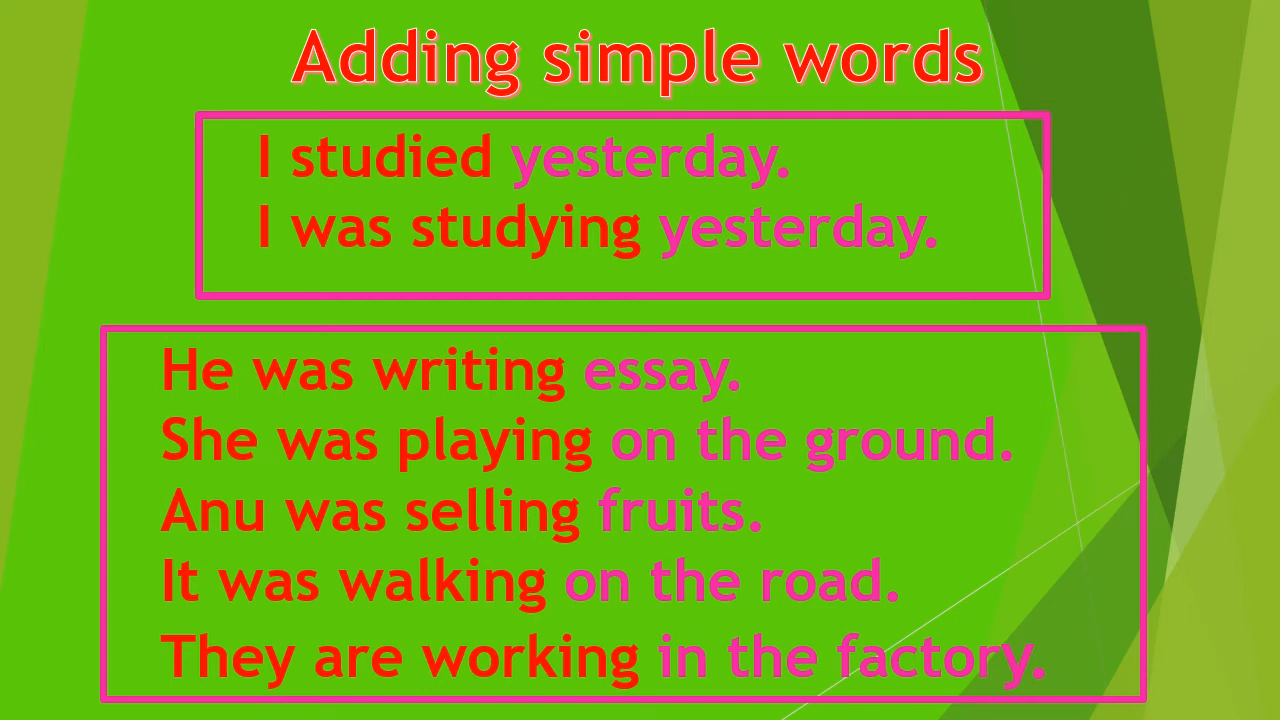 Adding simple words
I studied yesterday.
I was studying yesterday.
He was writing essay.
She was playing on the ground.
Anu was selling fruits.
It was walking on the road.
They are working in the factory.